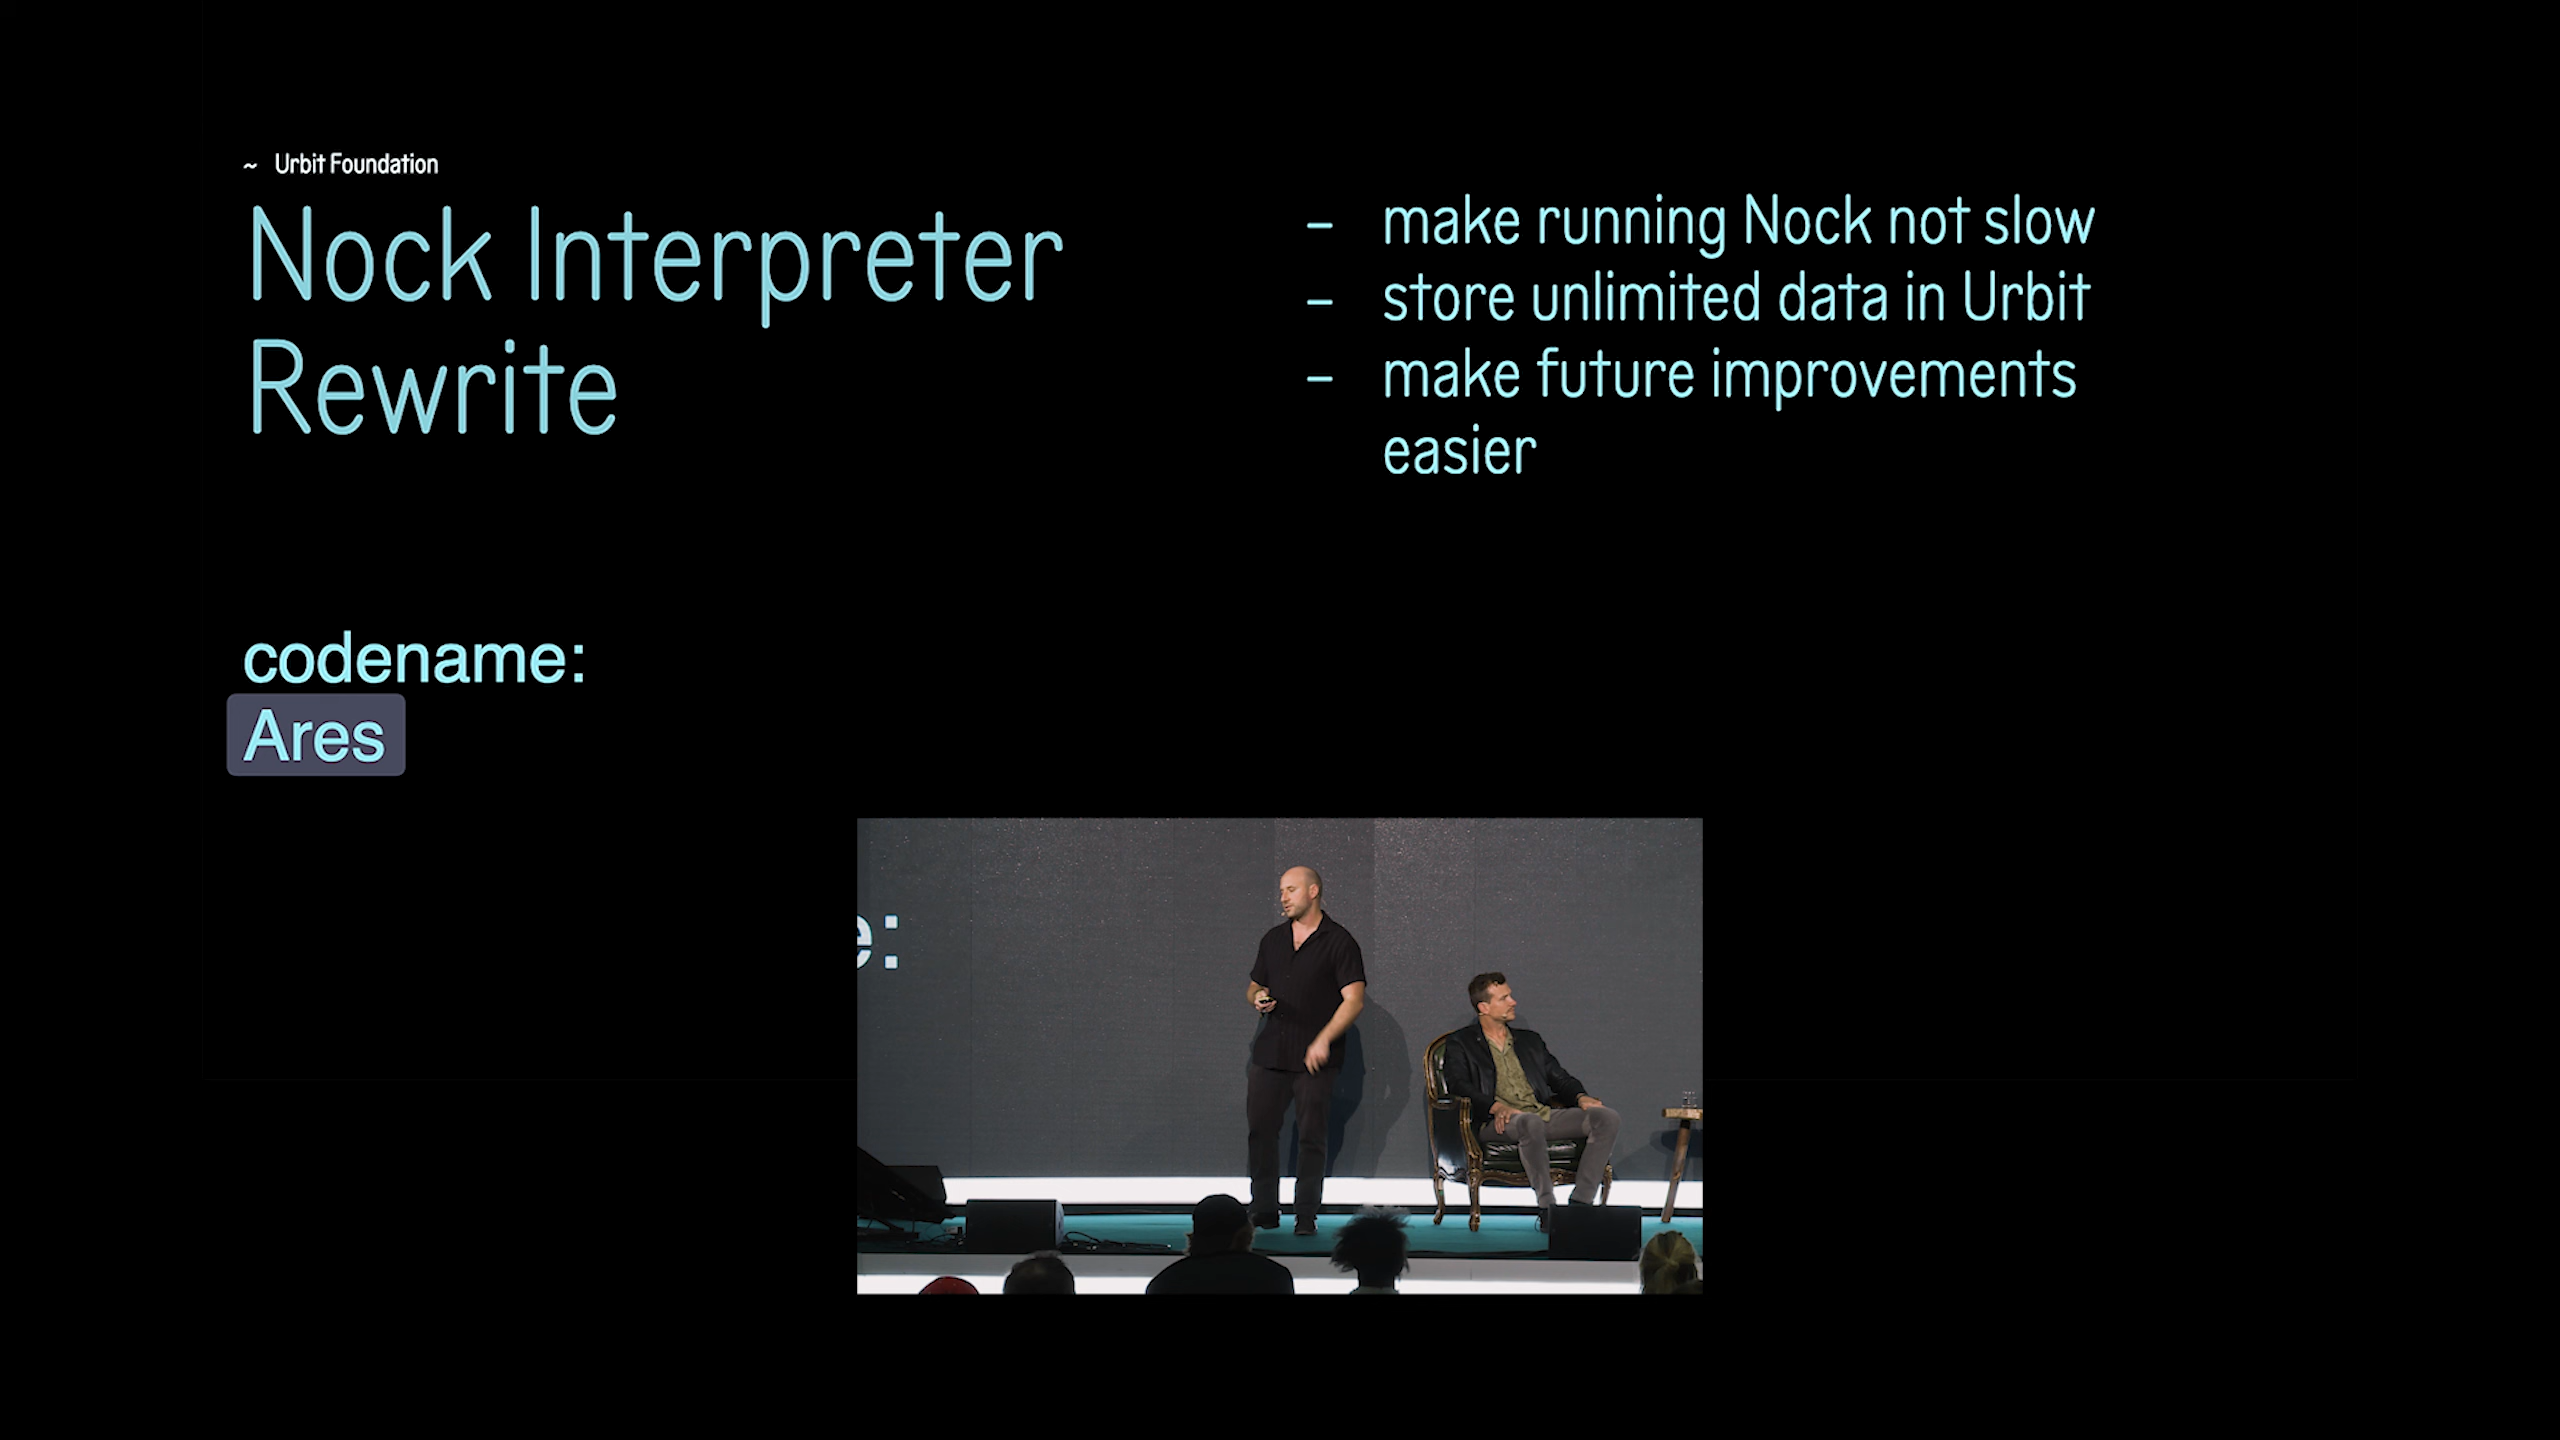 ~ Urbit Foundation
Nock Interpreter
Rewrite
- make running Nock not slow
- store unlimited data in Urbit
- make future improvements
easier
codename:
Ares
e: